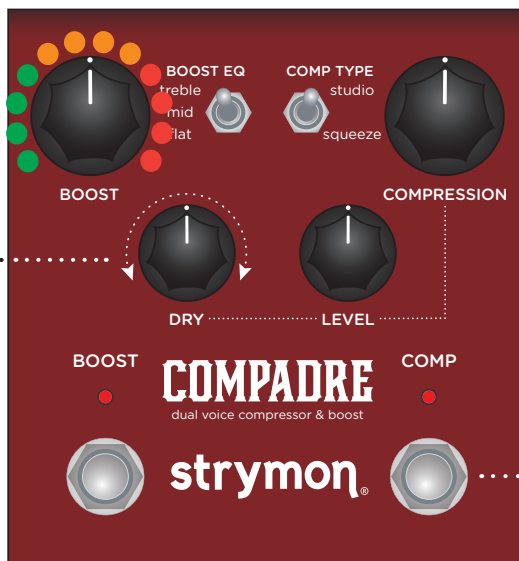 BOOST EQ
treble
mid
flat
COMP TYPE
studio
squeeze
BOOST
COMPRESSION
DRY
LEVEL
BOOST
COMP
COMPADRE
dual voice compressor & boost
strymon®